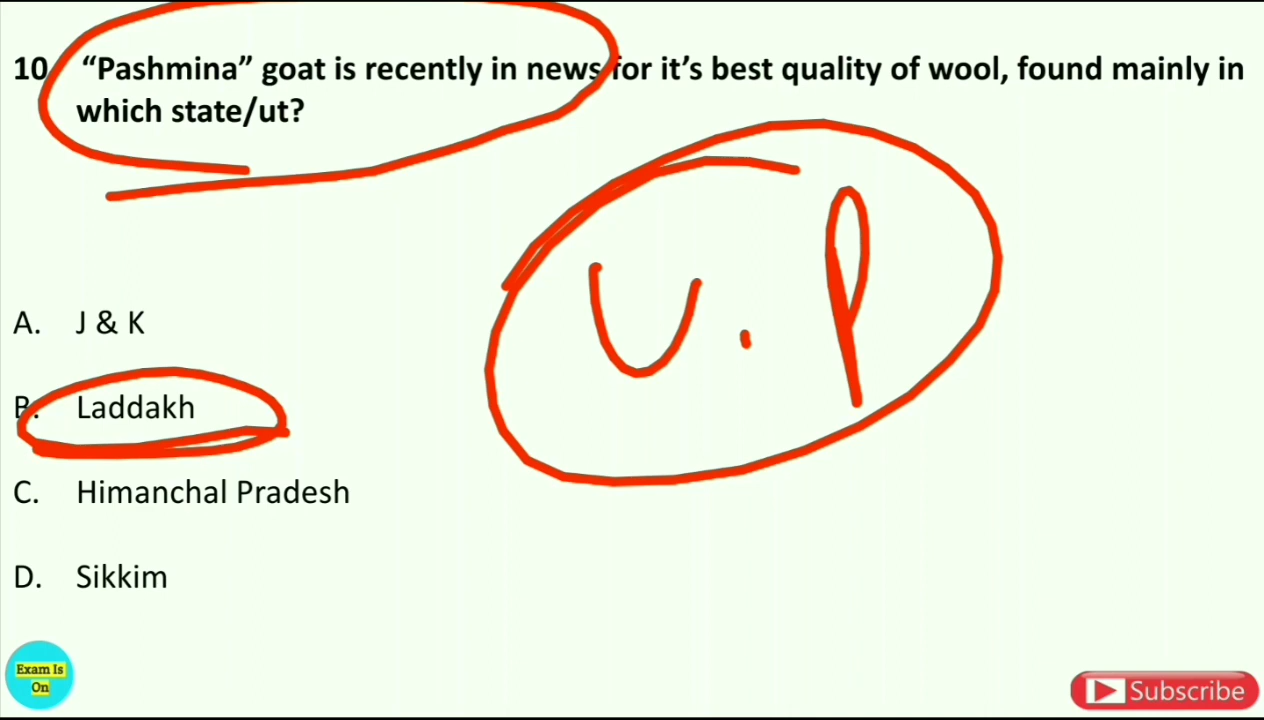 10. “Pashmina” goat is recently in news for it’s best quality of wool, found mainly in
which state/ut?
U.P
A. J & K
B. Laddakh
C. Himanchal Pradesh
D. Sikkim
Exam Is
On
Subscribe